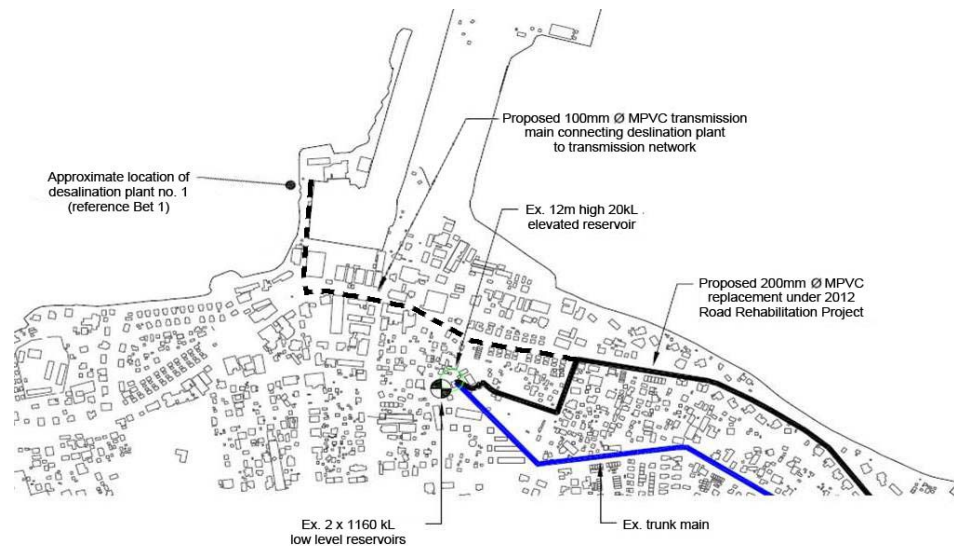 Proposed 100mm Ø MPVC transmission
main connecting deslination plant
to transmission network
Approximate location of
desalination plant no. 1
(reference Bet 1)
Ex. 12m high 20kL .
elevated reservoir
Proposed 200mm Ø MPVC
replacement under 2012
Road Rehabilitation Project
Ex. 2 x 1160 kL
low level reservoirs
Ex. trunk main